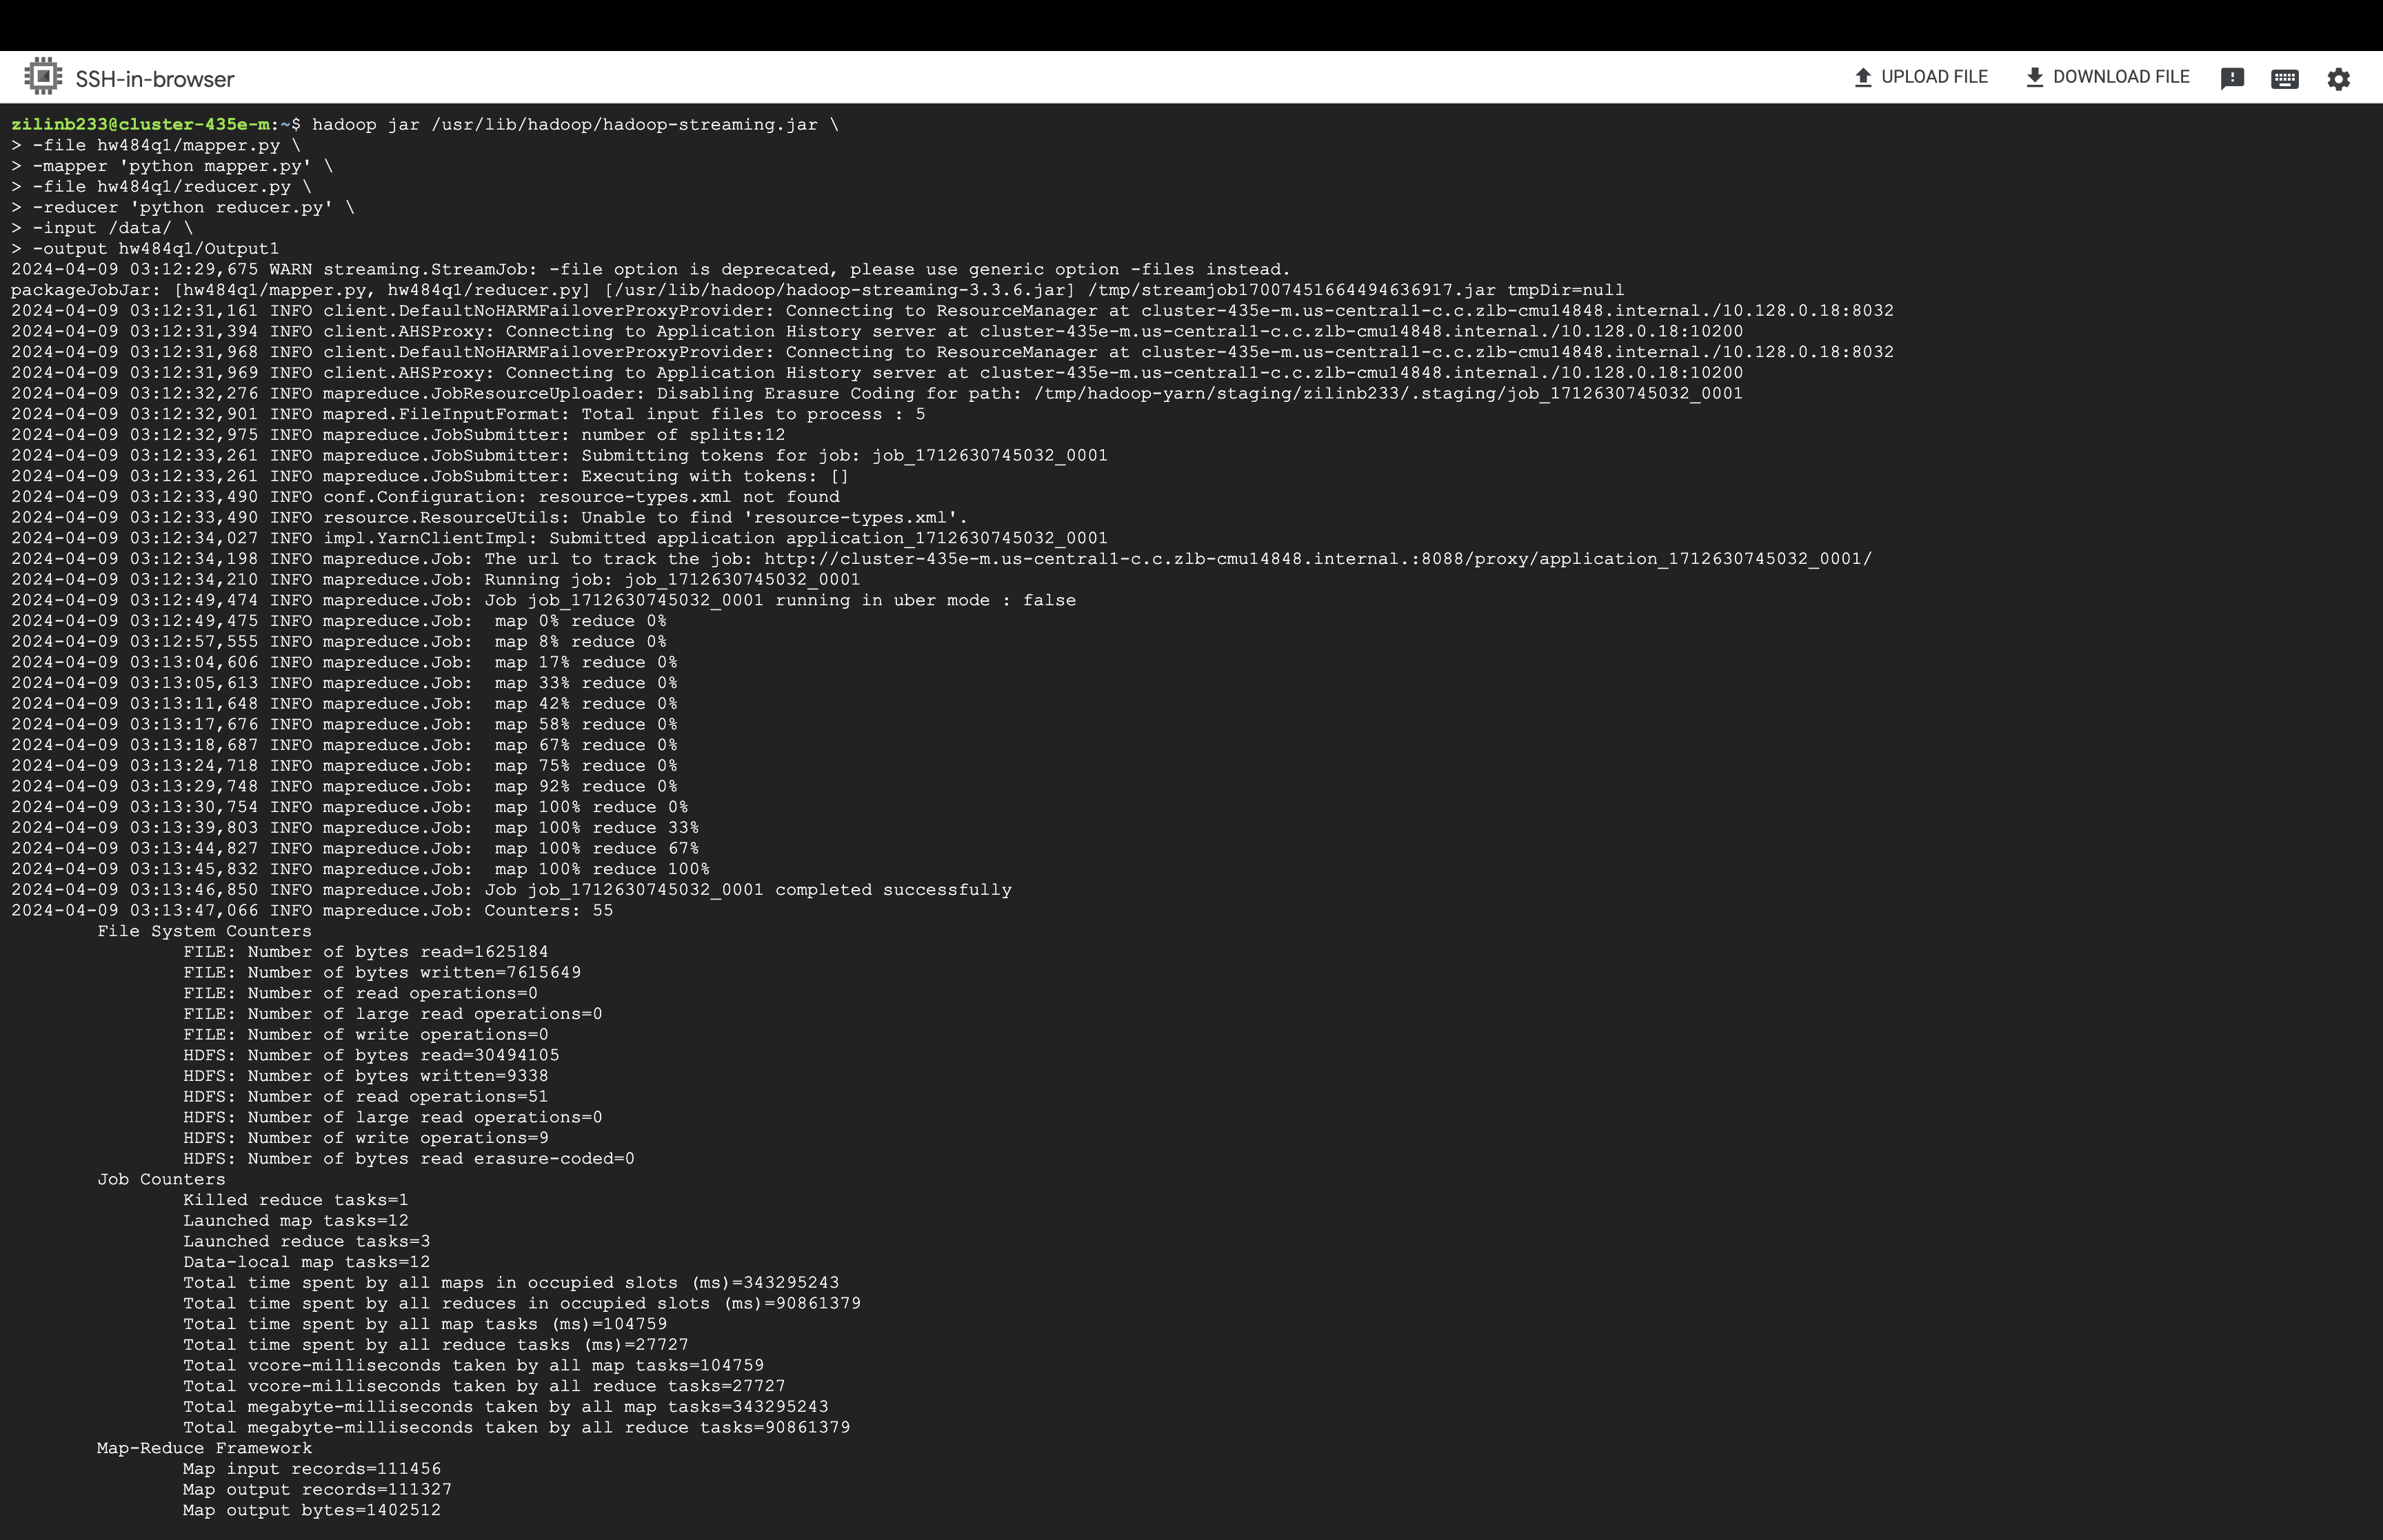 SSH-in-browser
UPLOAD FILE
DOWNLOAD FILE
zilinb233@cluster-435e-m:~$ hadoop jar /usr/lib/hadoop/hadoop-streaming.jar \
> -file hw484q1/mapper.py \
> -mapper 'python mapper.py' \
> -file hw484q1/reducer.py \
> -reducer 'python reducer.py' \
> -input /data/ \
> -output hw484q1/Output1
2024-04-09 03:12:29,675 WARN streaming.StreamJob: -file option is deprecated, please use generic option -files instead.
packageJobJar: [hw484q1/mapper.py, hw484q1/reducer.py] [/usr/lib/hadoop/hadoop-streaming-3.3.6.jar] /tmp/streamjob17007451664494636917.jar tmpDir=null
2024-04-09 03:12:31,161 INFO client.DefaultNoHARMFailoverProxyProvider: Connecting to ResourceManager at cluster-435e-m.us-central1-c.c.zlb-cmu14848.internal./10.128.0.18:8032
2024-04-09 03:12:31,394 INFO client.AHSProxy: Connecting to Application History server at cluster-435e-m.us-central1-c.c.zlb-cmu14848.internal./10.128.0.18:10200
2024-04-09 03:12:31,968 INFO client.DefaultNoHARMFailoverProxyProvider: Connecting to ResourceManager at cluster-435e-m.us-central1-c.c.zlb-cmu14848.internal./10.128.0.18:8032
2024-04-09 03:12:31,969 INFO client.AHSProxy: Connecting to Application History server at cluster-435e-m.us-central1-c.c.zlb-cmu14848.internal./10.128.0.18:10200
2024-04-09 03:12:32,276 INFO mapreduce.JobResourceUploader: Disabling Erasure Coding for path: /tmp/hadoop-yarn/staging/zilinb233/.staging/job_1712630745032_0001
2024-04-09 03:12:32,901 INFO mapred.FileInputFormat: Total input files to process : 5
2024-04-09 03:12:32,975 INFO mapreduce.JobSubmitter: number of splits:12
2024-04-09 03:12:33,261 INFO mapreduce.JobSubmitter: Submitting tokens for job: job_1712630745032_0001
2024-04-09 03:12:33,261 INFO mapreduce.JobSubmitter: Executing with tokens: []
2024-04-09 03:12:33,490 INFO conf.Configuration: resource-types.xml not found
2024-04-09 03:12:33,490 INFO resource.ResourceUtils: Unable to find 'resource-types.xml'.
2024-04-09 03:12:34,027 INFO impl.YarnClientImpl: Submitted application application_1712630745032_0001
2024-04-09 03:12:34,198 INFO mapreduce.Job: The url to track the job: http://cluster-435e-m.us-central1-c.c.zlb-cmu14848.internal.:8088/proxy/application_1712630745032_0001/
2024-04-09 03:12:34,210 INFO mapreduce.Job: Running job: job_1712630745032_0001
2024-04-09 03:12:49,474 INFO mapreduce.Job: Job job_1712630745032_0001 running in uber mode : false
2024-04-09 03:12:49,475 INFO mapreduce.Job:  map 0% reduce 0%
2024-04-09 03:12:57,555 INFO mapreduce.Job:  map 8% reduce 0%
2024-04-09 03:13:04,606 INFO mapreduce.Job:  map 17% reduce 0%
2024-04-09 03:13:05,613 INFO mapreduce.Job:  map 33% reduce 0%
2024-04-09 03:13:11,648 INFO mapreduce.Job:  map 42% reduce 0%
2024-04-09 03:13:17,676 INFO mapreduce.Job:  map 58% reduce 0%
2024-04-09 03:13:18,687 INFO mapreduce.Job:  map 67% reduce 0%
2024-04-09 03:13:24,718 INFO mapreduce.Job:  map 75% reduce 0%
2024-04-09 03:13:29,748 INFO mapreduce.Job:  map 92% reduce 0%
2024-04-09 03:13:30,754 INFO mapreduce.Job:  map 100% reduce 0%
2024-04-09 03:13:39,803 INFO mapreduce.Job:  map 100% reduce 33%
2024-04-09 03:13:44,827 INFO mapreduce.Job:  map 100% reduce 67%
2024-04-09 03:13:45,832 INFO mapreduce.Job:  map 100% reduce 100%
2024-04-09 03:13:46,850 INFO mapreduce.Job: Job job_1712630745032_0001 completed successfully
2024-04-09 03:13:47,066 INFO mapreduce.Job: Counters: 55
File System Counters
FILE: Number of bytes read=1625184
FILE: Number of bytes written=7615649
FILE: Number of read operations=0
FILE: Number of large read operations=0
FILE: Number of write operations=0
HDFS: Number of bytes read=30494105
HDFS: Number of bytes written=9338
HDFS: Number of read operations=51
HDFS: Number of large read operations=0
HDFS: Number of write operations=9
HDFS: Number of bytes read erasure-coded=0
Job Counters
Killed reduce tasks=1
Launched map tasks=12
Launched reduce tasks=3
Data-local map tasks=12
Total time spent by all maps in occupied slots (ms)=343295243
Total time spent by all reduces in occupied slots (ms)=90861379
Total time spent by all map tasks (ms)=104759
Total time spent by all reduce tasks (ms)=27727
Total vcore-milliseconds taken by all map tasks=104759
Total vcore-milliseconds taken by all reduce tasks=27727
Total megabyte-milliseconds taken by all map tasks=343295243
Total megabyte-milliseconds taken by all reduce tasks=90861379
Map-Reduce Framework
Map input records=111456
Map output records=111327
Map output bytes=1402512